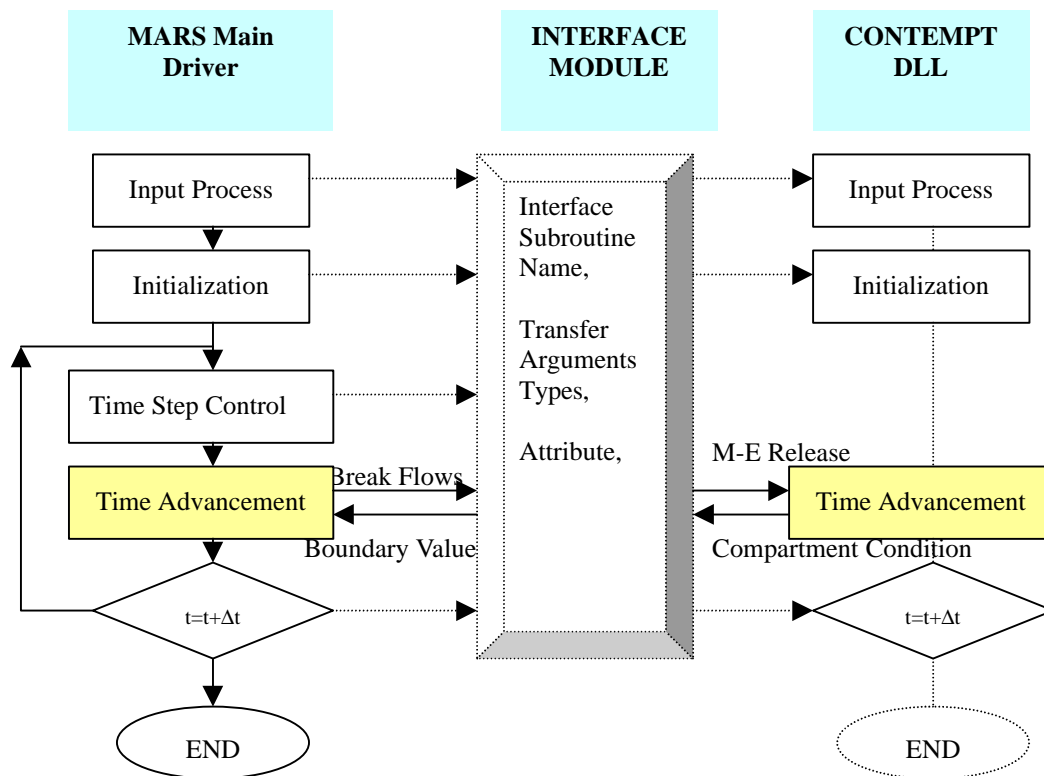 MARS Main
Driver
INTERFACE
MODULE
CONTEMPT
DLL
Input Process
Initialization
Time Step Control
Time Advancement
t=t+Δt
END
Break Flows
Boundary Value
Interface
Subroutine
Name,
Transfer
Arguments
Types,
Attribute,
M-E Release
Compartment Condition
Input Process
Initialization
Time Advancement
t=t+Δt
END